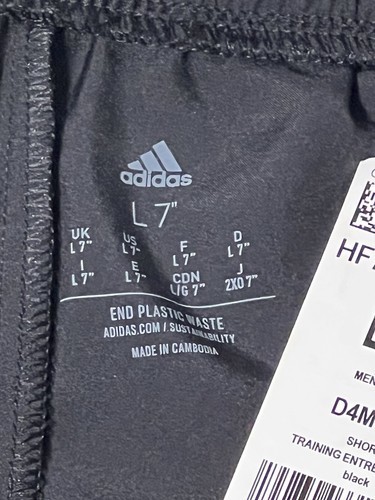 adidas
L 7"
UK US F D
L 7" L 7" L 7" L 7"
I E CDN J
L 7" L 7" L/G 7" 2XO 7"
END PLASTIC WASTE
ADIDAS.COM / SUSTAINABILITY
MADE IN CAMBODIA
HF
MEN
D4M
SHOR
TRAINING ENTRE
black